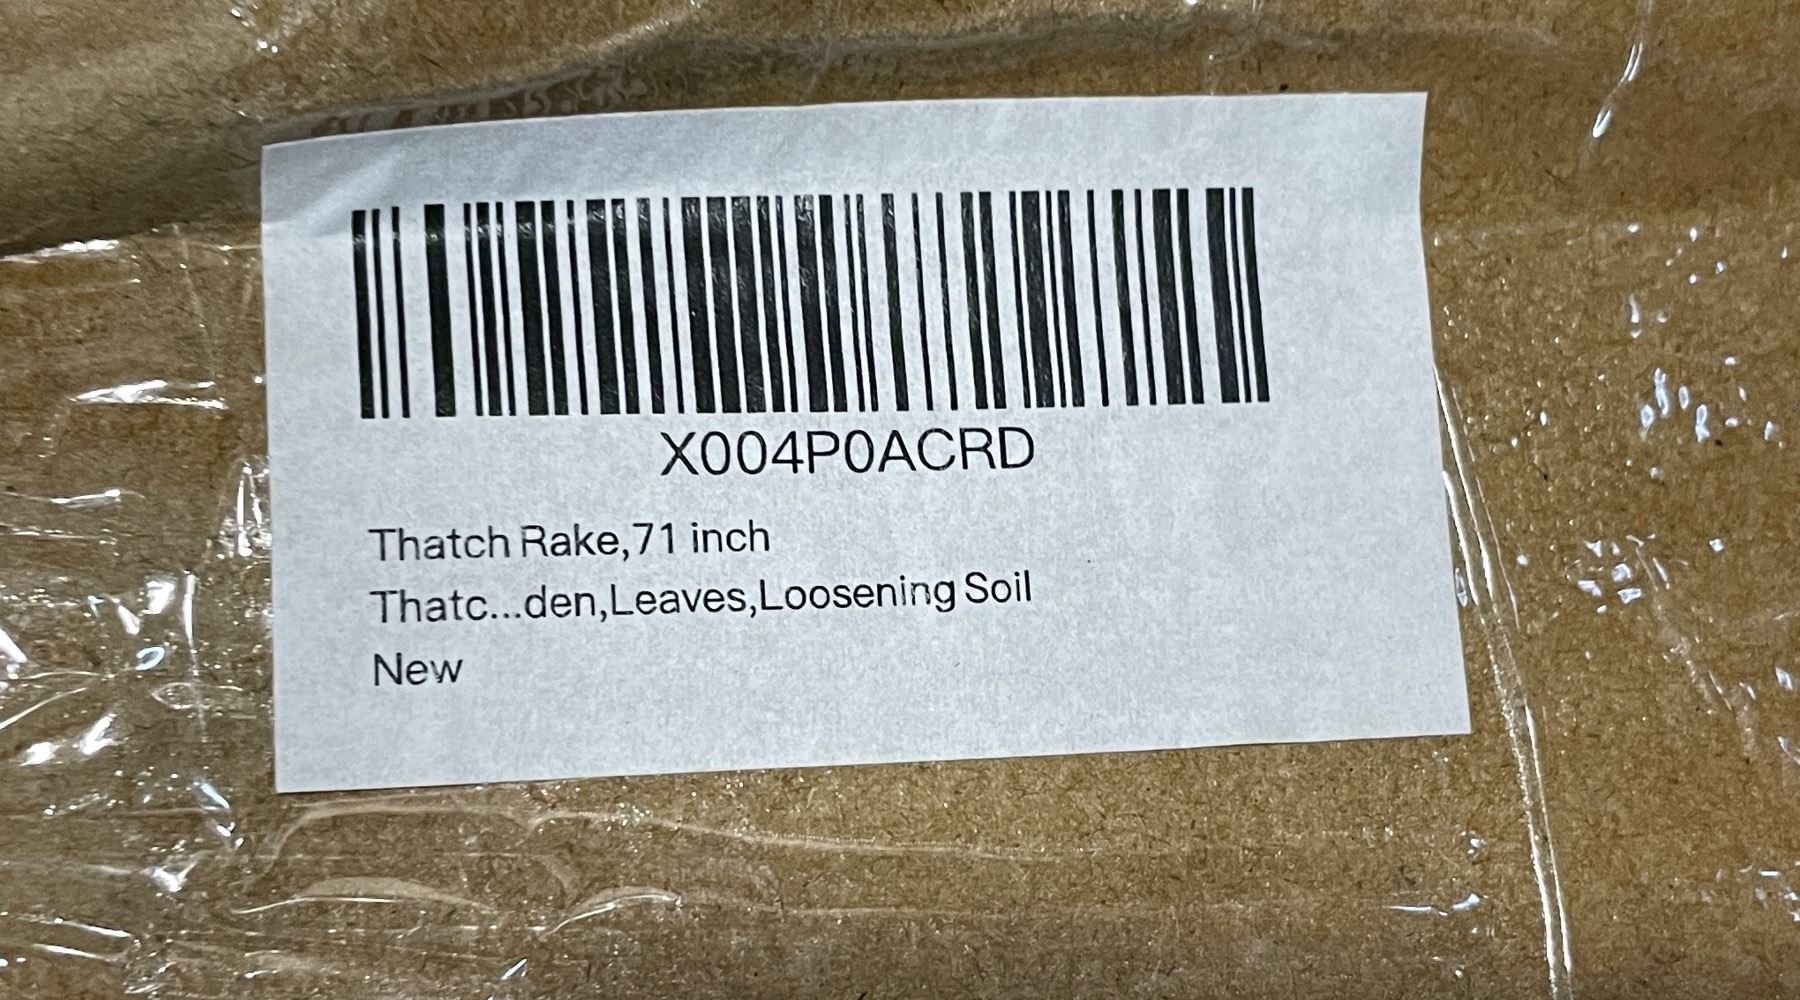 X004P0ACRD
Thatch Rake,71 inch
Thatc...den,Leaves,Loosening Soil
New